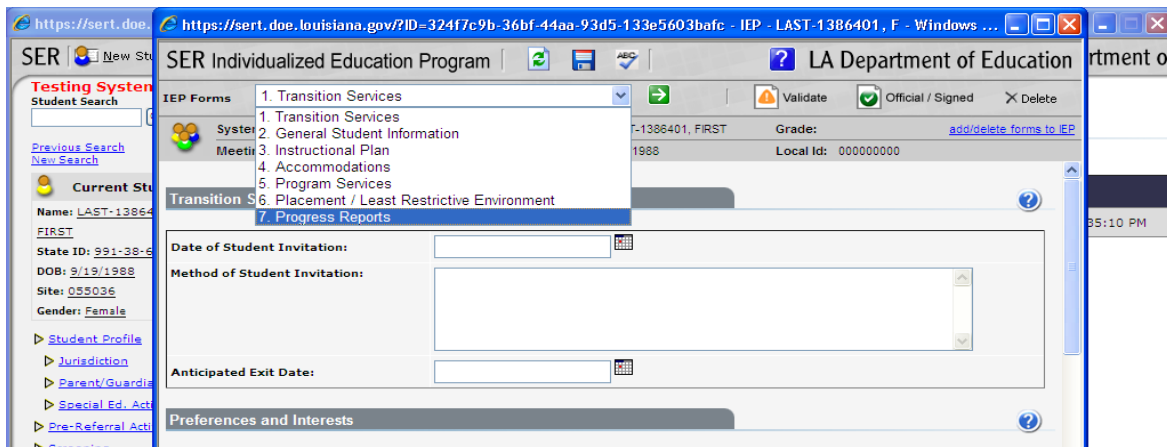 https://sert.doe.
https://sert.doe.louisiana.gov/?ID=324f7c9b-36bf-44aa-93d5-133e5603bafc - IEP - LAST-1386401, F - Windows ...
SER New Stu
SER Individualized Education Program
ABC
? LA Department of Education
rtment o
Testing System
Student Search
Previous Search
New Search
Current Stu
Name: LAST-13864
FIRST
State ID: 991-38-6
DOB: 9/19/1988
Site: 055036
Gender: Female
Student Profile
Jurisdiction
Parent/Guardia
Special Ed. Acti
Pre-Referral Acti
IEP Forms 1. Transition Services
Validate Official / Signed Delete
1. Transition Services
2. General Student Information
3. Instructional Plan
4. Accommodations
5. Program Services
6. Placement / Least Restrictive Environment
7. Progress Reports
System T-1386401, FIRST Grade: add/delete forms to IEP
Meetin 1988 Local Id: 000000000
Transition S ?
35:10 PM
Date of Student Invitation:
Method of Student Invitation:
Anticipated Exit Date:
Preferences and Interests ?